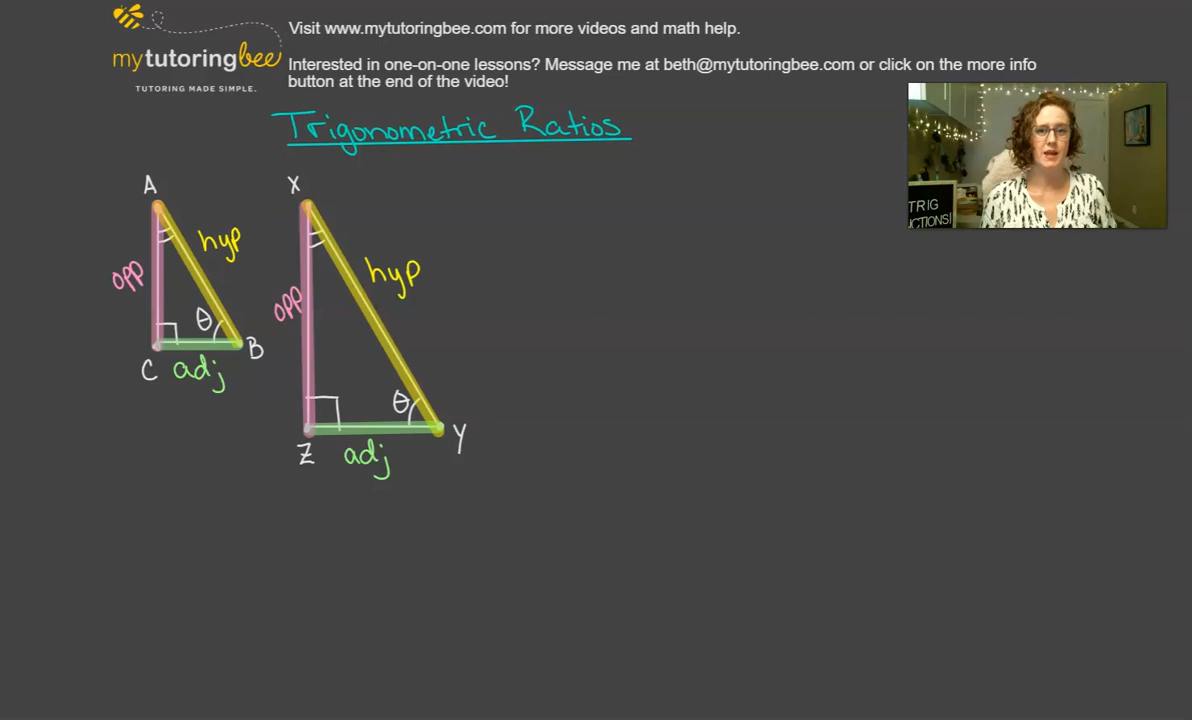 Visit www.mytutoringbee.com for more videos and math help.
mytutoringbee
TUTORING MADE SIMPLE.
Interested in one-on-one lessons? Message me at beth@mytutoringbee.com or click on the more info
button at the end of the video!
Trigonometric Ratios
TRIG
NCTIONS!
A
X
hyp
hyp
opp
opp
θ
B
C
adj
θ
Y
Z
adj